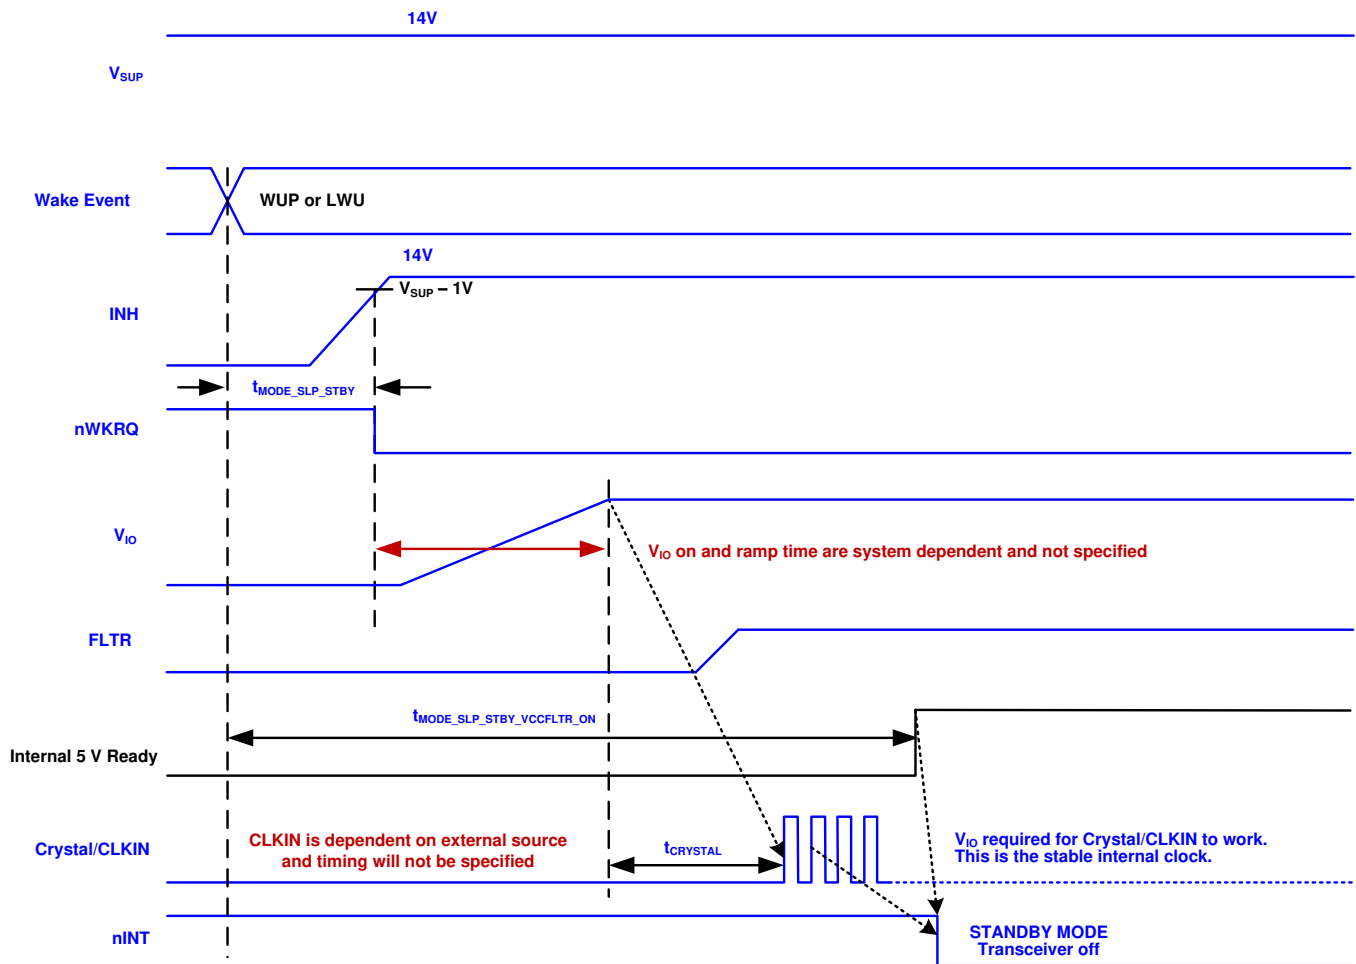 14V
VSUP
Wake Event
WUP or LWU
14V
VSUP – 1V
INH
tMODE_SLP_STBY
nWKRQ
VIO
VIO on and ramp time are system dependent and not specified
FLTR
tMODE_SLP_STBY_VCCFLTR_ON
Internal 5 V Ready
CLKIN is dependent on external source
and timing will not be specified
Crystal/CLKIN
tCRYSTAL
VIO required for Crystal/CLKIN to work.
This is the stable internal clock.
nINT
STANDBY MODE
Transceiver off